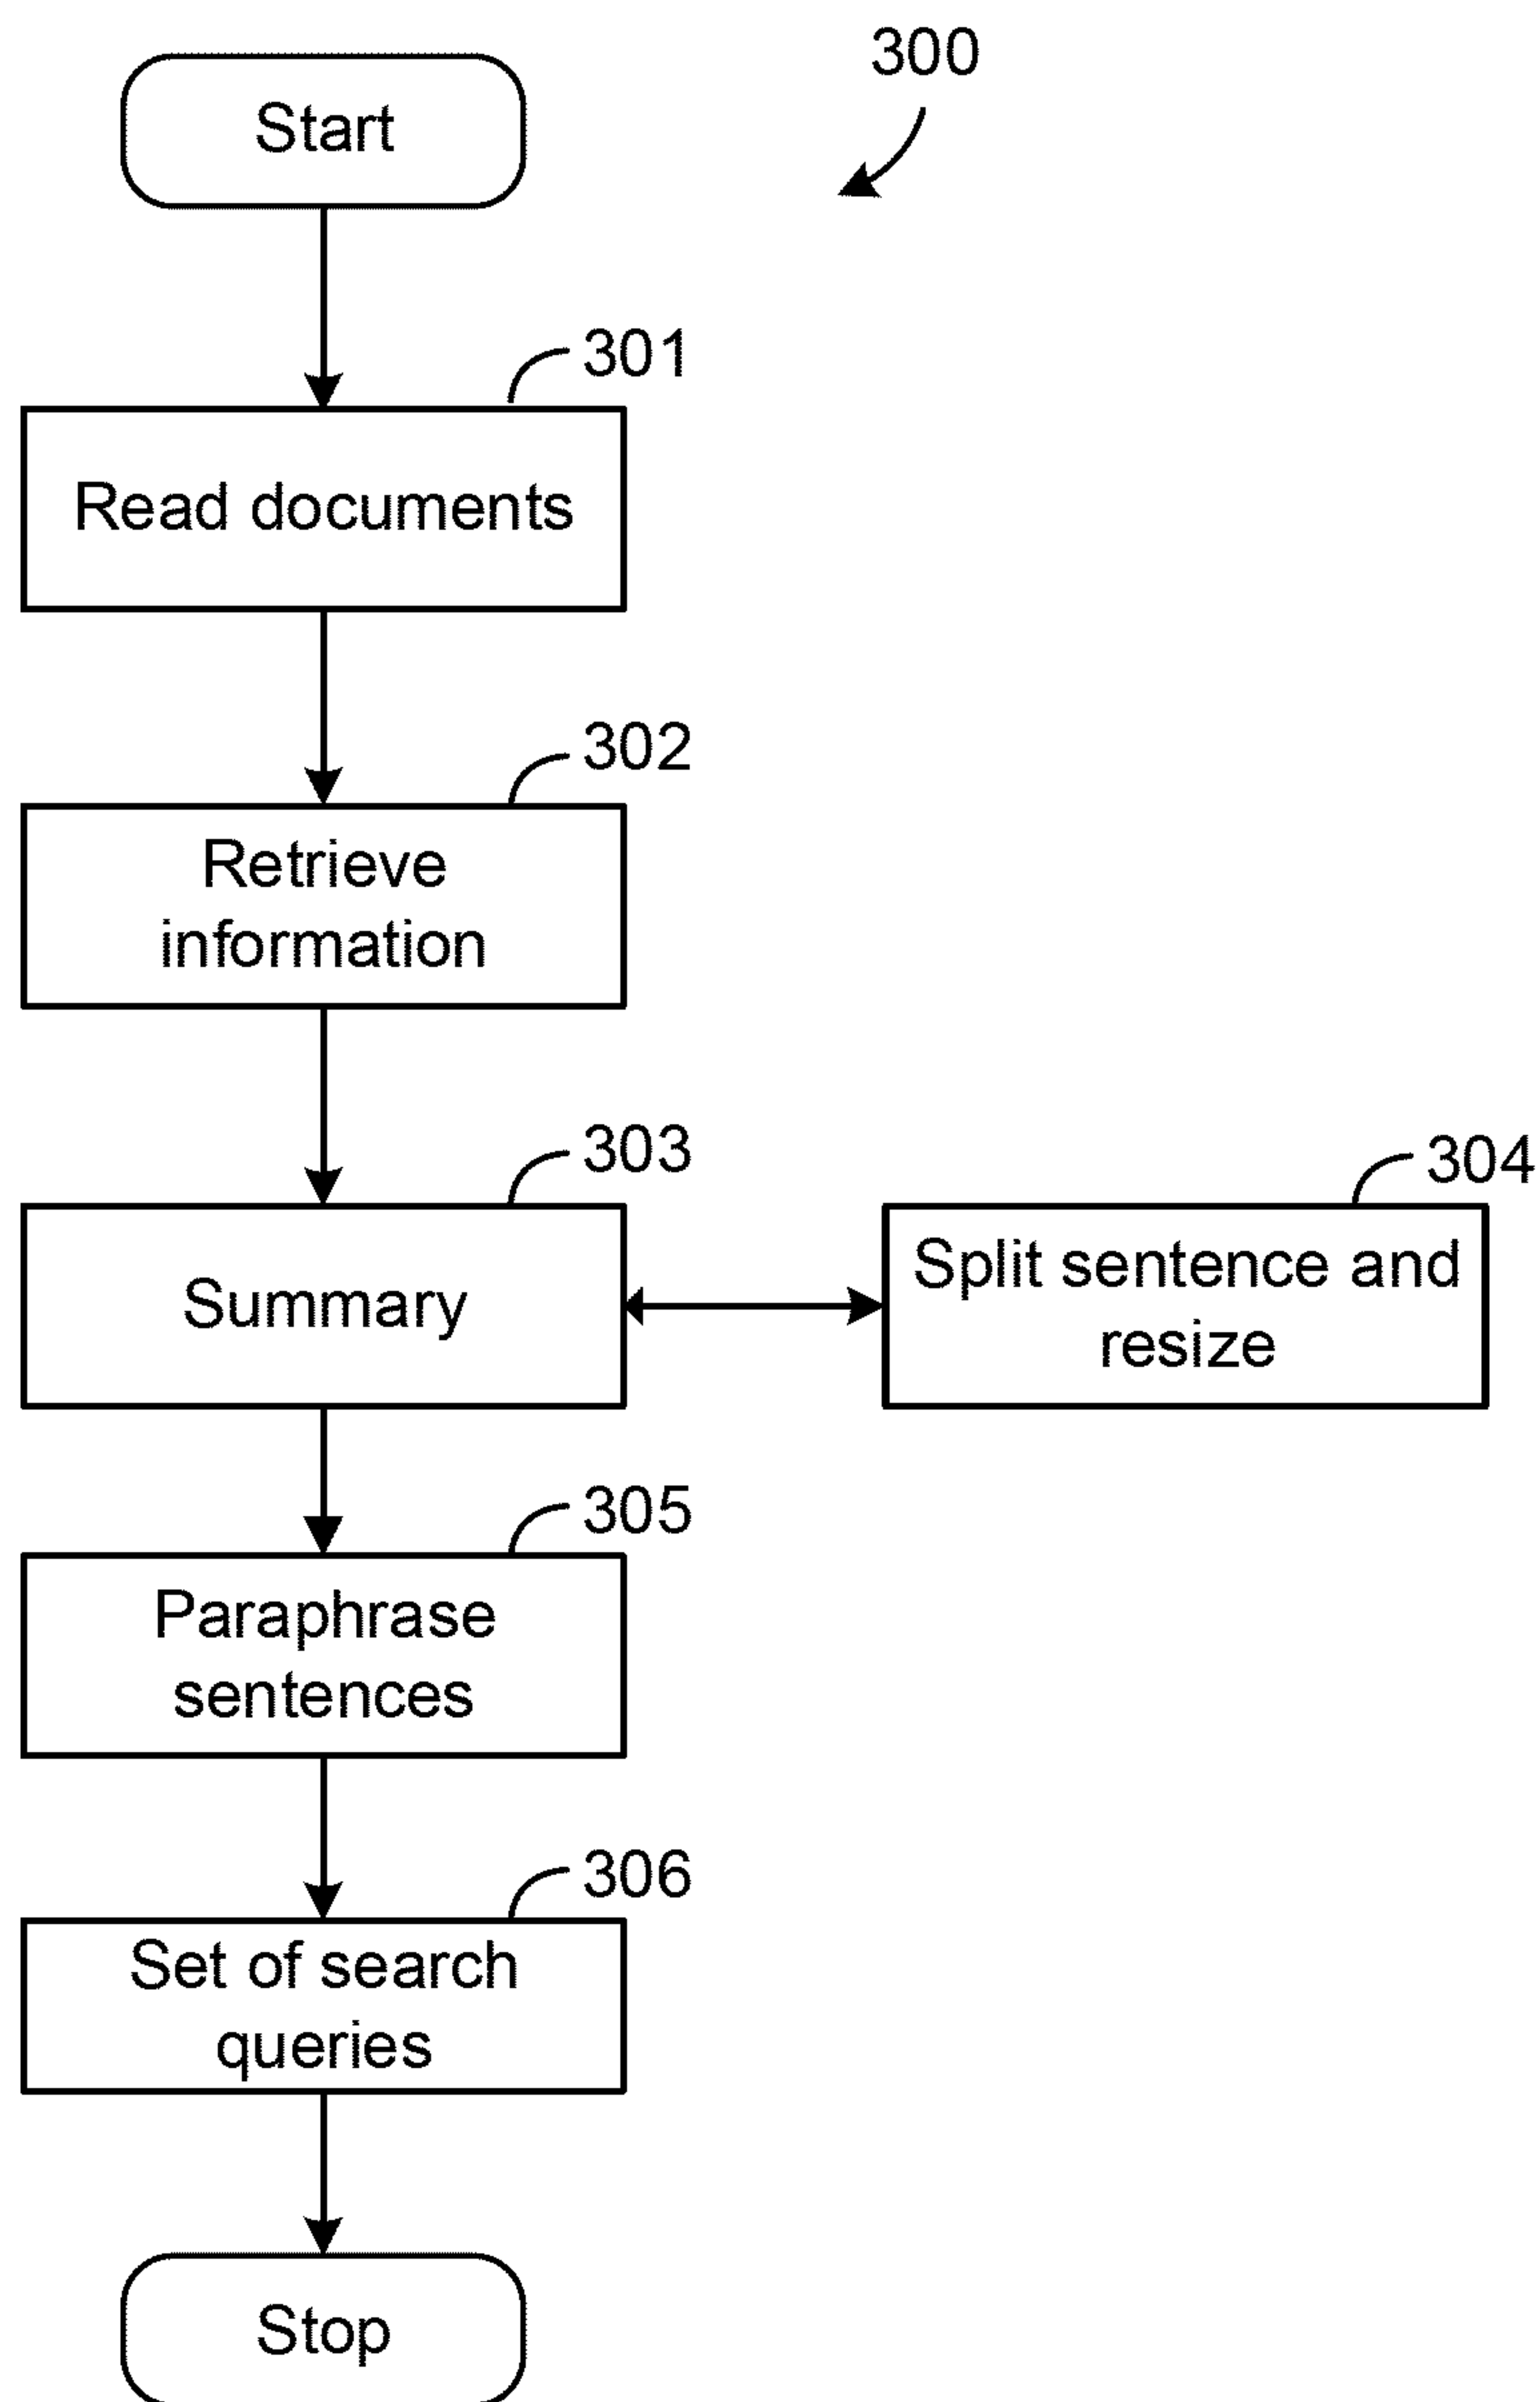 300
Start
301
Read documents
302
Retrieve
information
303
Summary
304
Split sentence and
resize
305
Paraphrase
sentences
306
Set of search
queries
Stop